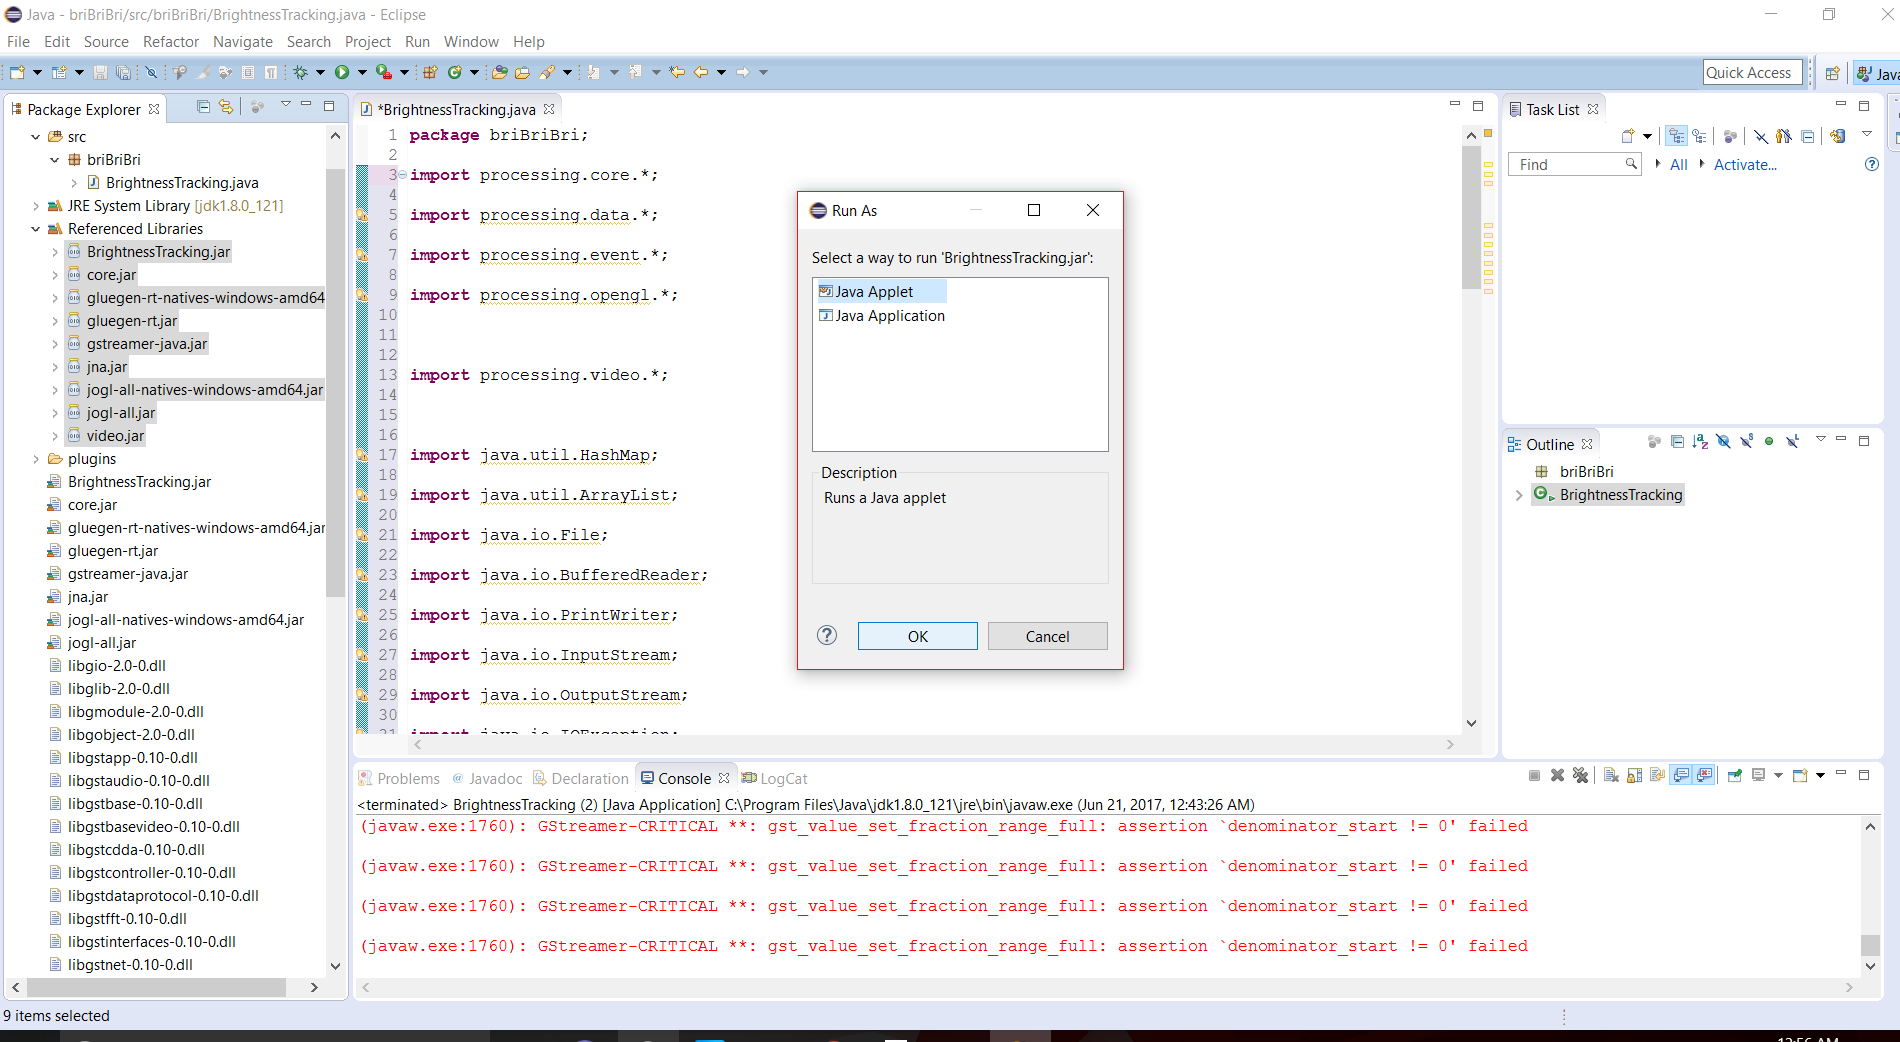 Java - briBriBri/src/briBriBri/BrightnessTracking.java - Eclipse
File Edit Source Refactor Navigate Search Project Run Window Help
Quick Access
Java
Package Explorer
src
briBriBri
BrightnessTracking.java
JRE System Library [jdk1.8.0_121]
Referenced Libraries
BrightnessTracking.jar
core.jar
gluegen-rt-natives-windows-amd64
gluegen-rt.jar
gstreamer-java.jar
jna.jar
jogl-all-natives-windows-amd64.jar
jogl-all.jar
video.jar
plugins
BrightnessTracking.jar
core.jar
gluegen-rt-natives-windows-amd64.jar
gluegen-rt.jar
gstreamer-java.jar
jna.jar
jogl-all-natives-windows-amd64.jar
jogl-all.jar
libgio-2.0-0.dll
libglib-2.0-0.dll
libgmodule-2.0-0.dll
libgobject-2.0-0.dll
libgstapp-0.10-0.dll
libgstaudio-0.10-0.dll
libgstbase-0.10-0.dll
libgstbasevideo-0.10-0.dll
libgstcdda-0.10-0.dll
libgstcontroller-0.10-0.dll
libgstdataprotocol-0.10-0.dll
libgstfft-0.10-0.dll
libgstinterfaces-0.10-0.dll
libgstnet-0.10-0.dll
9 items selected
*BrightnessTracking.java
1 package briBriBri;
2
3 import processing.core.*;
4
5 import processing.data.*;
6
7 import processing.event.*;
8
9 import processing.opengl.*;
10
11
12
13 import processing.video.*;
14
15
16
17 import java.util.HashMap;
18
19 import java.util.ArrayList;
20
21 import java.io.File;
22
23 import java.io.BufferedReader;
24
25 import java.io.PrintWriter;
26
27 import java.io.InputStream;
28
29 import java.io.OutputStream;
30
31 import java.io.IOException;
Run As
Select a way to run 'BrightnessTracking.jar':
Java Applet
Java Application
Description
Runs a Java applet
OK Cancel
Task List
Find All Activate...
Outline
briBriBri
BrightnessTracking
Problems @ Javadoc Declaration Console LogCat
<terminated> BrightnessTracking (2) [Java Application] C:\Program Files\Java\jdk1.8.0_121\jre\bin\javaw.exe (Jun 21, 2017, 12:43:26 AM)
(javaw.exe:1760): GStreamer-CRITICAL **: gst_value_set_fraction_range_full: assertion `denominator_start != 0' failed
(javaw.exe:1760): GStreamer-CRITICAL **: gst_value_set_fraction_range_full: assertion `denominator_start != 0' failed
(javaw.exe:1760): GStreamer-CRITICAL **: gst_value_set_fraction_range_full: assertion `denominator_start != 0' failed
(javaw.exe:1760): GStreamer-CRITICAL **: gst_value_set_fraction_range_full: assertion `denominator_start != 0' failed
12:56 AM